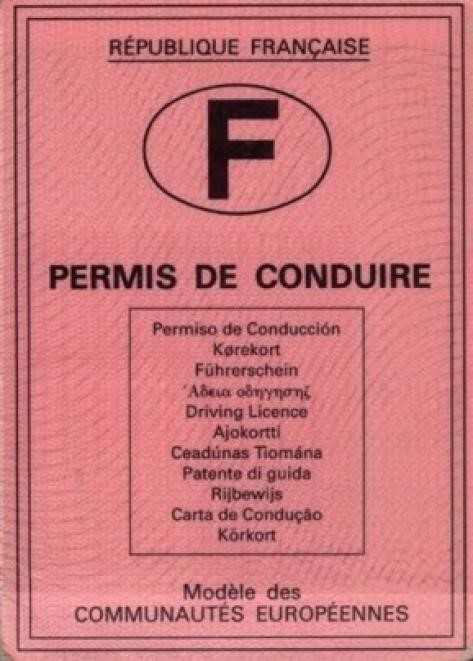 RÉPUBLIQUE FRANÇAISE
F
PERMIS DE CONDUIRE
Permiso de Conducción
Kørekort
Führerschein
Άδεια οδηγησηζ
Driving Licence
Ajokortti
Ceadúnas Tiomána
Patente di guida
Rijbewijs
Carta de Condução
Körkort
Modèle des
COMMUNAUTÉS EUROPÉENNES